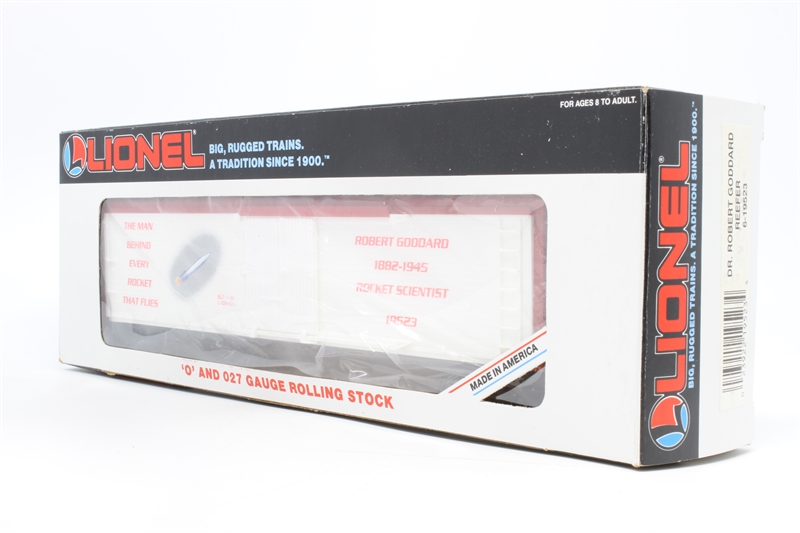 FOR AGES 8 TO ADULT.
LIONEL
BIG, RUGGED TRAINS.
A TRADITION SINCE 1900.™
THE MAN
BEHIND
EVERY
ROCKET
THAT FLIES
ROBERT GODDARD
1882-1945
ROCKET SCIENTIST
19523
MADE IN AMERICA
'O' AND 027 GAUGE ROLLING STOCK
LIONEL
BIG, RUGGED TRAINS. A TRADITION SINCE 1900.™
DR. ROBERT GODDARD
REEFER
6-19523